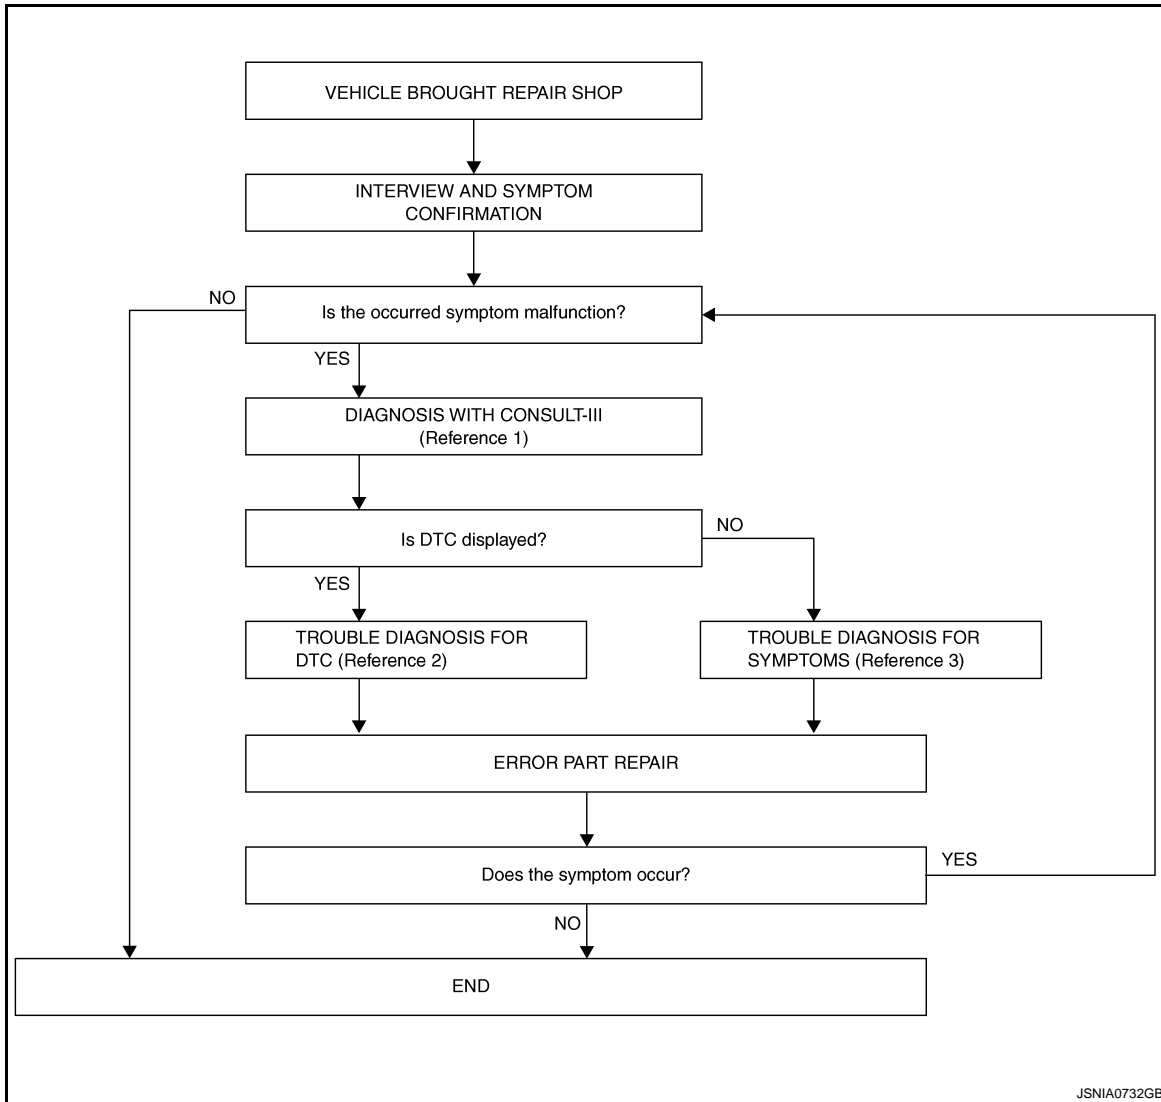 VEHICLE BROUGHT REPAIR SHOP
INTERVIEW AND SYMPTOM
CONFIRMATION
NO
Is the occurred symptom malfunction?
YES
DIAGNOSIS WITH CONSULT-III
(Reference 1)
Is DTC displayed?
NO
YES
TROUBLE DIAGNOSIS FOR
DTC (Reference 2)
TROUBLE DIAGNOSIS FOR
SYMPTOMS (Reference 3)
ERROR PART REPAIR
Does the symptom occur?
YES
NO
END
JSNIA0732GB